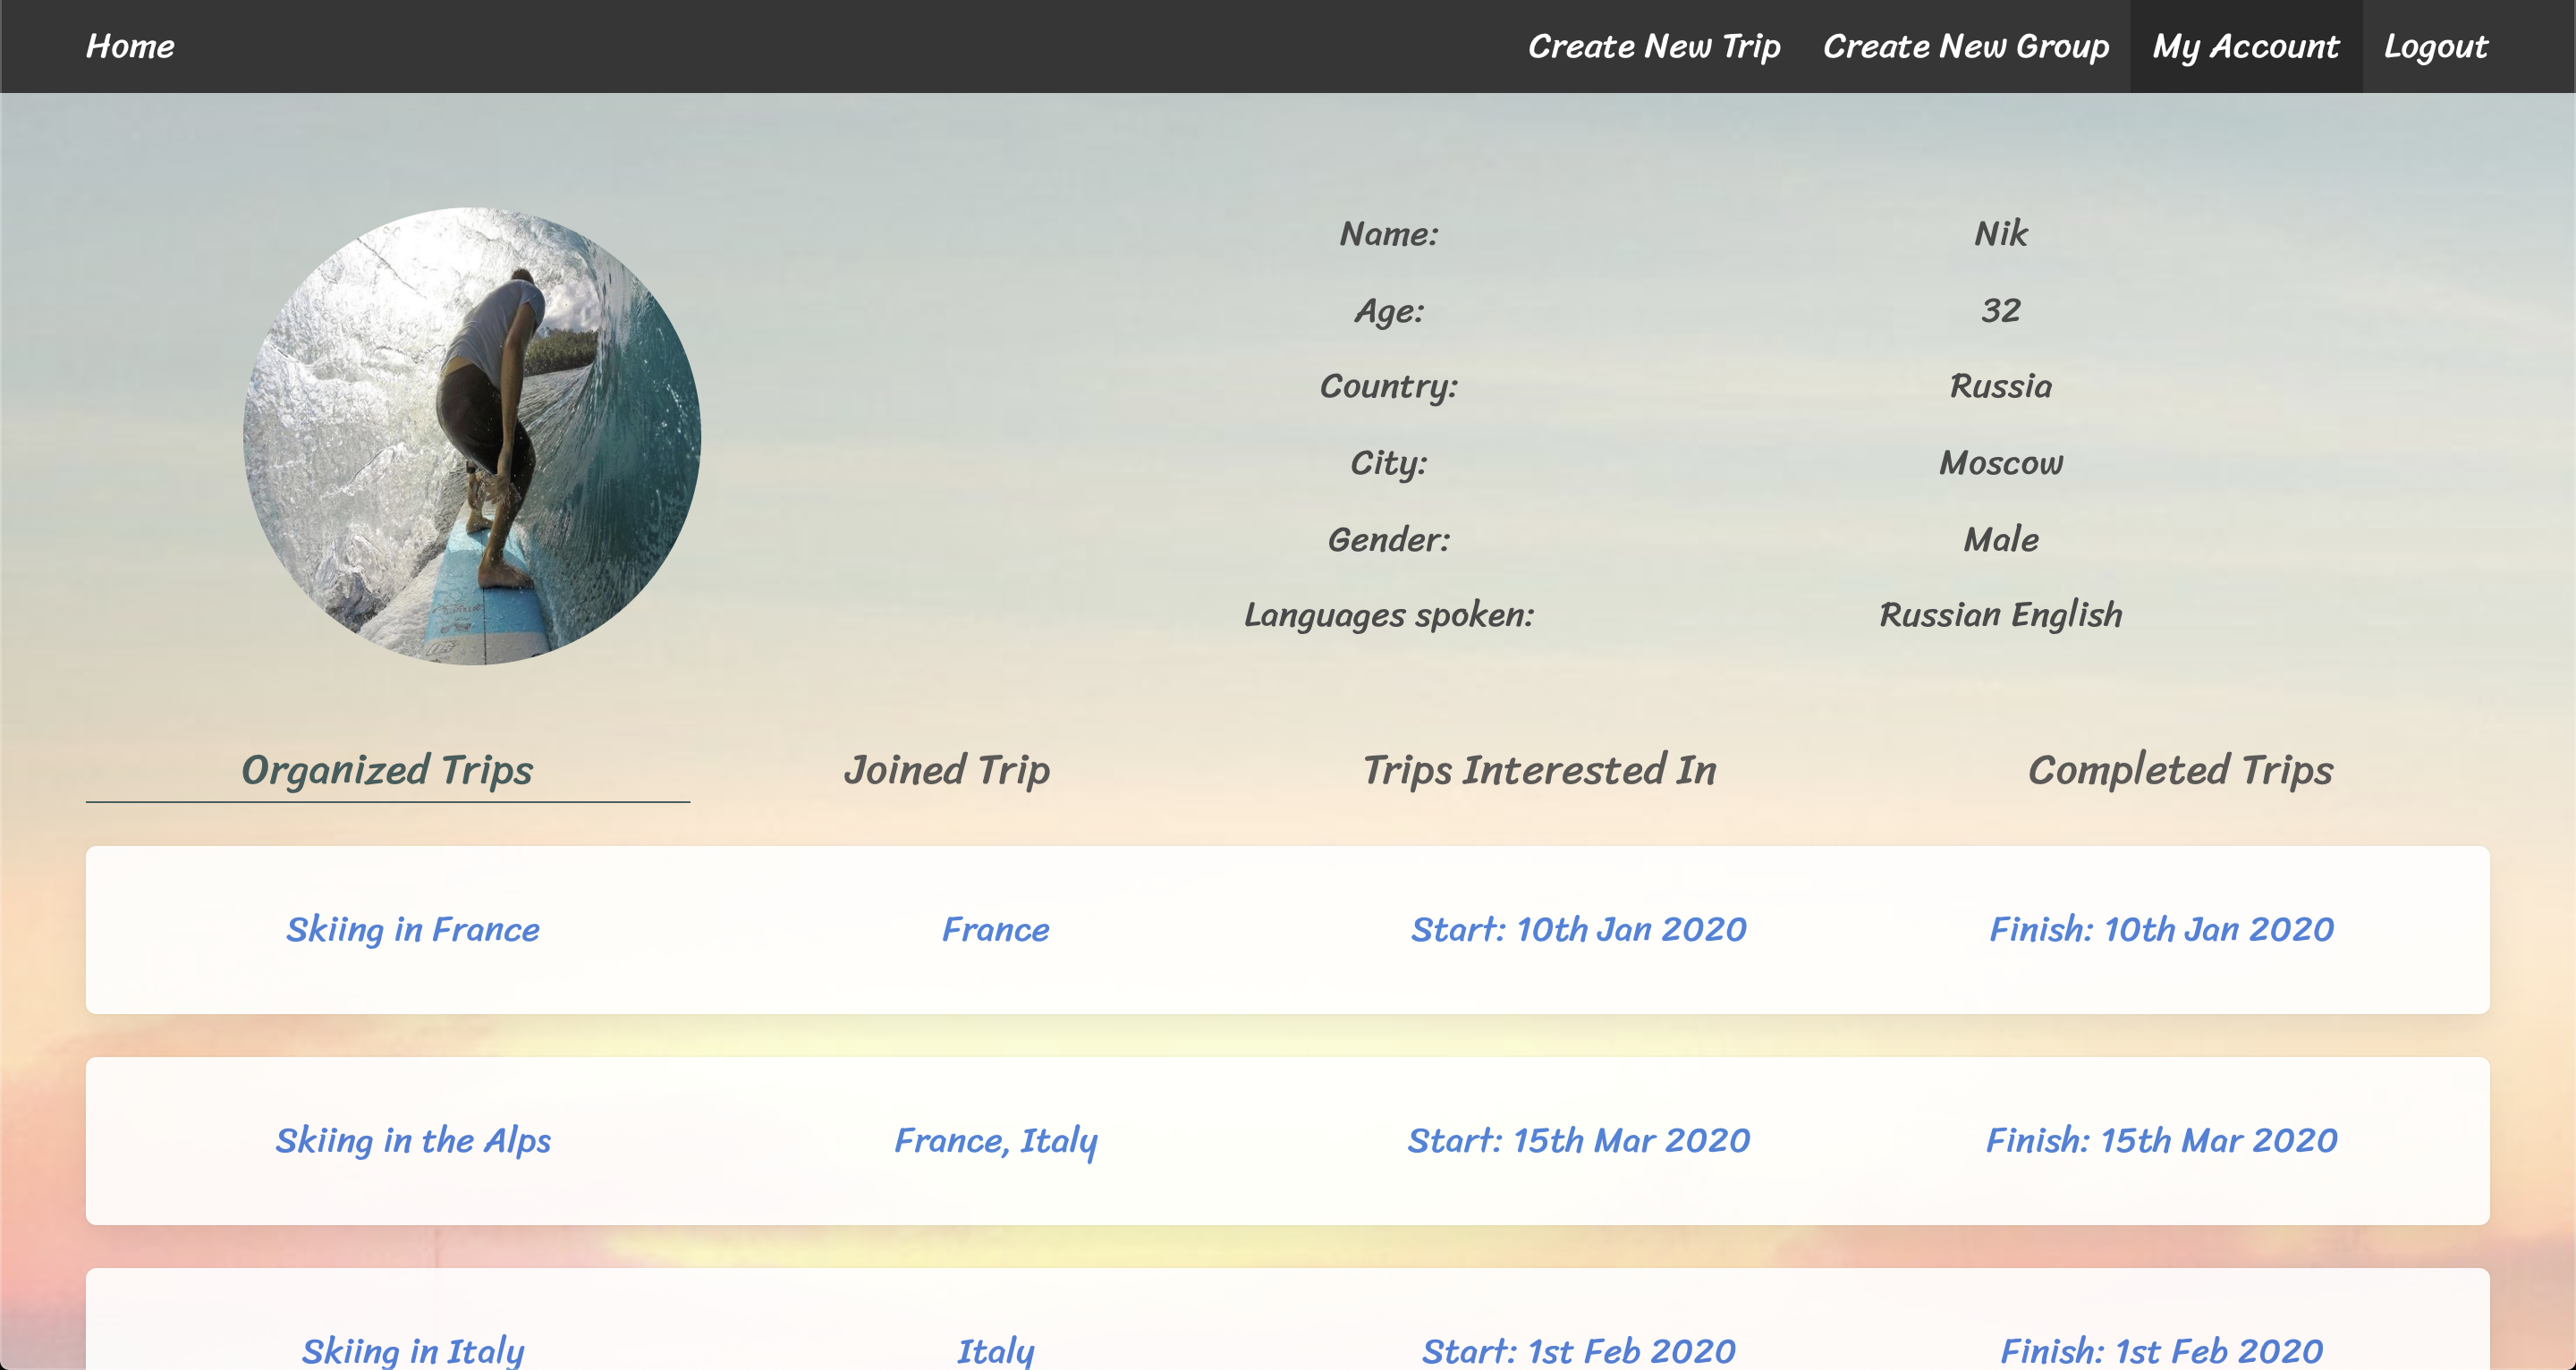 Home Create New Trip Create New Group My Account Logout
Name: Nik
Age: 32
Country: Russia
City: Moscow
Gender: Male
Languages spoken: Russian English
Organized Trips Joined Trip Trips Interested In Completed Trips
Skiing in France France Start: 10th Jan 2020 Finish: 10th Jan 2020
Skiing in the Alps France, Italy Start: 15th Mar 2020 Finish: 15th Mar 2020
Skiing in Italy Italy Start: 1st Feb 2020 Finish: 1st Feb 2020